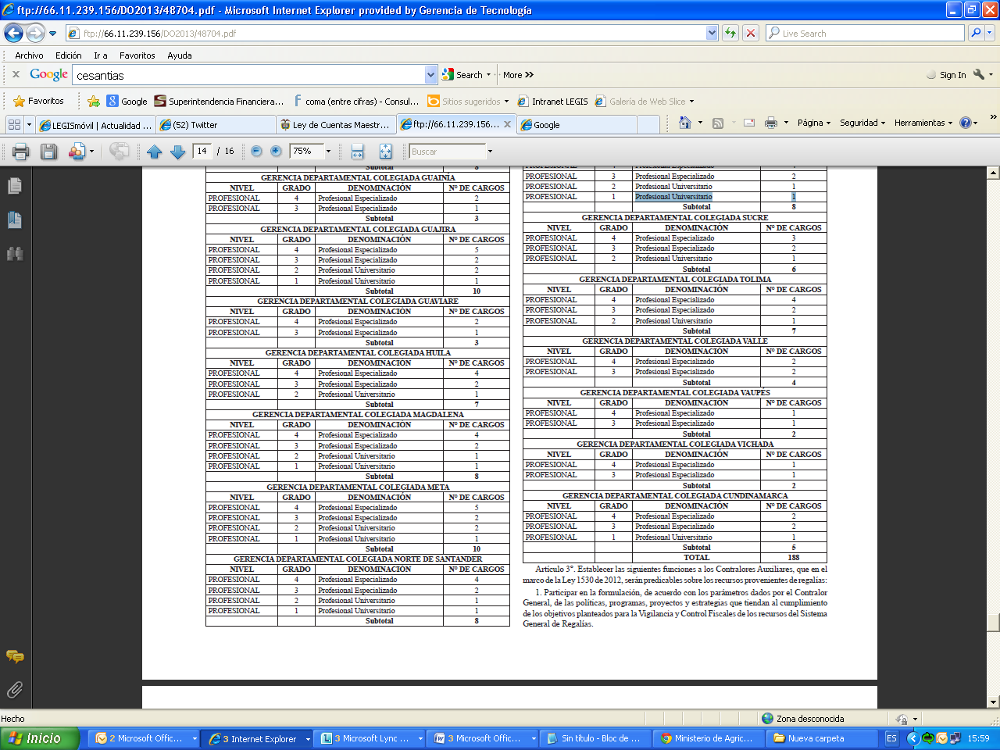 ftp://66.11.239.156/DO2013/48704.pdf - Microsoft Internet Explorer provided by Gerencia de Tecnología
ftp://66.11.239.156/DO2013/48704.pdf
Live Search
Archivo Edición Ir a Favoritos Ayuda
x Google cesantias Search More » Sign In
Favoritos Google Superintendencia Financiera... coma (entre cifras) - Consul... Sitios sugeridos Intranet LEGIS Galería de Web Slice
LEGISmóvil | Actualidad ... (52) Twitter Ley de Cuentas Maestr... ftp://66.11.239.156... Google Página Seguridad Herramientas »
14 / 16 75% Buscar
Subtotal 8
GERENCIA DEPARTAMENTAL COLEGIADA GUAINÍA
NIVEL GRADO DENOMINACIÓN Nº DE CARGOS
PROFESIONAL 4 Profesional Especializado 2
PROFESIONAL 3 Profesional Especializado 1
Subtotal 3
GERENCIA DEPARTAMENTAL COLEGIADA GUAJIRA
NIVEL GRADO DENOMINACIÓN Nº DE CARGOS
PROFESIONAL 4 Profesional Especializado 5
PROFESIONAL 3 Profesional Especializado 2
PROFESIONAL 2 Profesional Universitario 2
PROFESIONAL 1 Profesional Universitario 1
Subtotal 10
GERENCIA DEPARTAMENTAL COLEGIADA GUAVIARE
NIVEL GRADO DENOMINACIÓN Nº DE CARGOS
PROFESIONAL 4 Profesional Especializado 2
PROFESIONAL 3 Profesional Especializado 1
Subtotal 3
GERENCIA DEPARTAMENTAL COLEGIADA HUILA
NIVEL GRADO DENOMINACIÓN Nº DE CARGOS
PROFESIONAL 4 Profesional Especializado 4
PROFESIONAL 3 Profesional Especializado 2
PROFESIONAL 2 Profesional Universitario 1
Subtotal 7
GERENCIA DEPARTAMENTAL COLEGIADA MAGDALENA
NIVEL GRADO DENOMINACIÓN Nº DE CARGOS
PROFESIONAL 4 Profesional Especializado 4
PROFESIONAL 3 Profesional Especializado 2
PROFESIONAL 2 Profesional Universitario 1
PROFESIONAL 1 Profesional Universitario 1
Subtotal 8
GERENCIA DEPARTAMENTAL COLEGIADA META
NIVEL GRADO DENOMINACIÓN Nº DE CARGOS
PROFESIONAL 4 Profesional Especializado 5
PROFESIONAL 3 Profesional Especializado 2
PROFESIONAL 2 Profesional Universitario 2
PROFESIONAL 1 Profesional Universitario 1
Subtotal 10
GERENCIA DEPARTAMENTAL COLEGIADA NORTE DE SANTANDER
NIVEL GRADO DENOMINACIÓN Nº DE CARGOS
PROFESIONAL 4 Profesional Especializado 4
PROFESIONAL 3 Profesional Especializado 2
PROFESIONAL 2 Profesional Universitario 1
PROFESIONAL 1 Profesional Universitario 1
Subtotal 8
PROFESIONAL 4 Profesional Especializado 4
PROFESIONAL 3 Profesional Especializado 2
PROFESIONAL 2 Profesional Universitario 1
PROFESIONAL 1 Profesional Universitario 1
Subtotal 8
GERENCIA DEPARTAMENTAL COLEGIADA SUCRE
NIVEL GRADO DENOMINACIÓN Nº DE CARGOS
PROFESIONAL 4 Profesional Especializado 3
PROFESIONAL 3 Profesional Especializado 2
PROFESIONAL 2 Profesional Universitario 1
Subtotal 6
GERENCIA DEPARTAMENTAL COLEGIADA TOLIMA
NIVEL GRADO DENOMINACIÓN Nº DE CARGOS
PROFESIONAL 4 Profesional Especializado 4
PROFESIONAL 3 Profesional Especializado 2
PROFESIONAL 2 Profesional Universitario 1
Subtotal 7
GERENCIA DEPARTAMENTAL COLEGIADA VALLE
NIVEL GRADO DENOMINACIÓN Nº DE CARGOS
PROFESIONAL 4 Profesional Especializado 2
PROFESIONAL 3 Profesional Especializado 2
Subtotal 4
GERENCIA DEPARTAMENTAL COLEGIADA VAUPÉS
NIVEL GRADO DENOMINACIÓN Nº DE CARGOS
PROFESIONAL 4 Profesional Especializado 1
PROFESIONAL 3 Profesional Especializado 1
Subtotal 2
GERENCIA DEPARTAMENTAL COLEGIADA VICHADA
NIVEL GRADO DENOMINACIÓN Nº DE CARGOS
PROFESIONAL 4 Profesional Especializado 1
PROFESIONAL 3 Profesional Especializado 1
Subtotal 2
GERENCIA DEPARTAMENTAL COLEGIADA CUNDINAMARCA
NIVEL GRADO DENOMINACIÓN Nº DE CARGOS
PROFESIONAL 4 Profesional Especializado 2
PROFESIONAL 3 Profesional Especializado 2
PROFESIONAL 1 Profesional Universitario 1
Subtotal 5
TOTAL 188
Artículo 3°. Establecer las siguientes funciones a los Contralores Auxiliares, que en el
marco de la Ley 1530 de 2012, serán predicables sobre los recursos provenientes de regalías:
1. Participar en la formulación, de acuerdo con los parámetros dados por el Contralor
General, de las políticas, programas, proyectos y estrategias que tiendan al cumplimiento
de los objetivos planteados para la Vigilancia y Control Fiscales de los recursos del Sistema
General de Regalías.
Hecho Zona desconocida
Inicio 2 Microsoft Offic... 3 Internet Explorer 3 Microsoft Lync ... 3 Microsoft Offic... Sin título - Bloc de ... Ministerio de Agric... Nueva carpeta ES 15:59